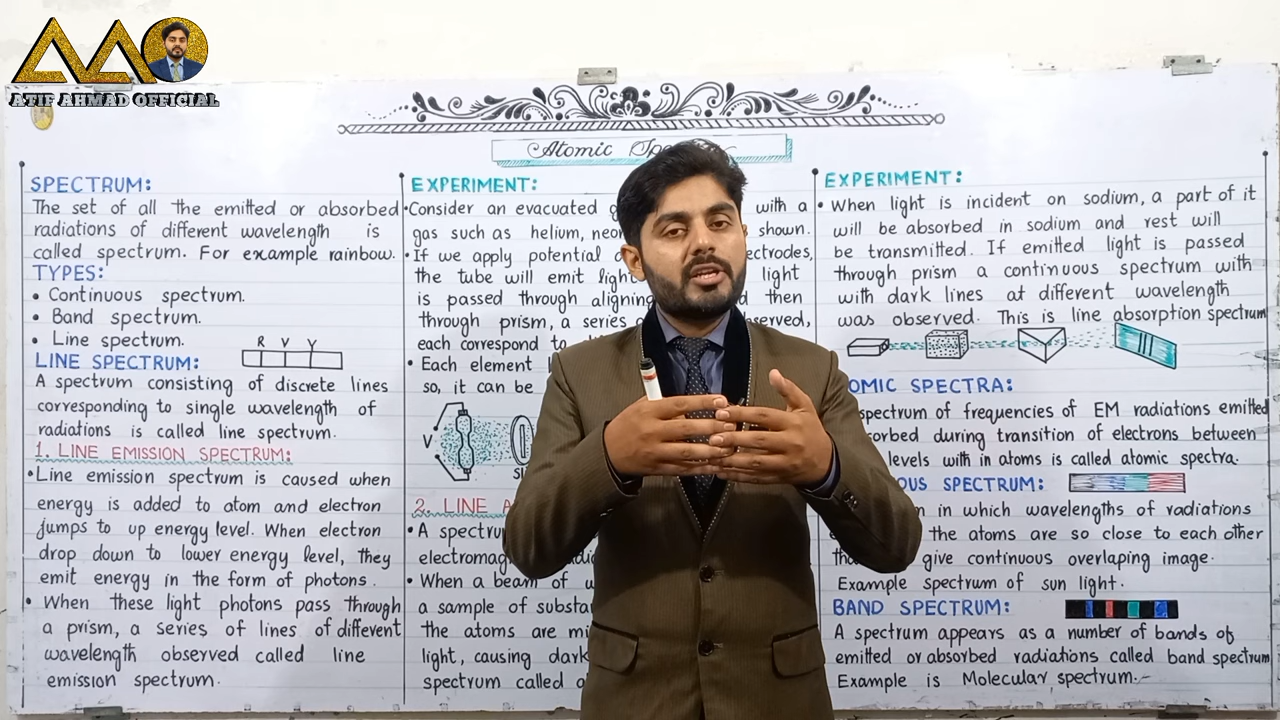 ATIF AHMAD OFFICIAL
Atomic
SPECTRUM:
The set of all the emitted or absorbed
radiations of different wavelength is
called spectrum. For example rainbow.
TYPES:
• Continuous spectrum.
• Band spectrum.
• Line spectrum.
R V Y
LINE SPECTRUM:
A spectrum consisting of discrete lines
corresponding to single wavelength of
radiations is called line spectrum.
1. LINE EMISSION SPECTRUM:
• Line emission spectrum is caused when
energy is added to atom and electron
jumps to up energy level. When electron
drop down to lower energy level, they
emit energy in the form of photons.
• When these light photons pass through
a prism, a series of lines of different
wavelength observed called line
emission spectrum.
EXPERIMENT:
• Consider an evacuated with a
gas such as helium, neon shown.
• If we apply potential
the tube will emit light light
is passed through aligning then
through prism, a series
each correspond to
• Each element
so, it can be
V
2. LINE
• A
• When a beam of
a sample of
the atoms are
light, causing dark
spectrum called
EXPERIMENT:
• When light is incident on sodium, a part of it
will be absorbed in sodium and rest will
be transmitted. If emitted light is passed
through prism a continuous spectrum with
with dark lines at different wavelength
was observed. This is line absorption spectrum
SPECTRA:
spectrum of frequencies of EM radiations emitted
during transition of electrons between
levels with in atoms is called atomic spectra.
SPECTRUM:
in which wavelengths of radiations
the atoms are so close to each other
give continuous overlaping image.
Example spectrum of sun light.
BAND SPECTRUM:
A spectrum appears as a number of bands of
emitted or absorbed radiations called band spectrum
Example is Molecular spectrum.-